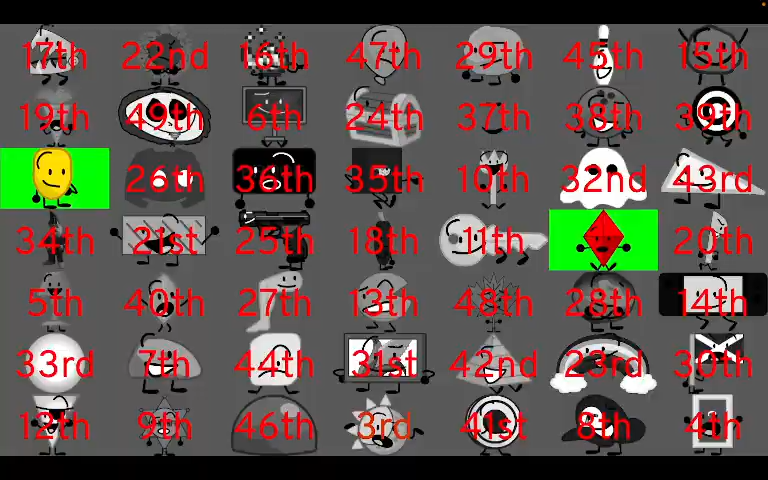 17th 22nd 16th 47th 29th 45th 15th
19th 49th 6th 24th 37th 38th 39th
26th 36th 35th 10th 32nd 43rd
34th 21st 25th 18th 11th 20th
5th 40th 27th 13th 48th 28th 14th
33rd 7th 44th 31st 42nd 23rd 30th
12th 9th 46th 3rd 41st 8th 4th